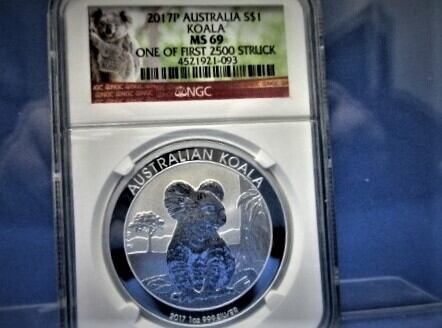 2017P AUSTRALIA S$1
KOALA
MS 69
ONE OF FIRST 2500 STRUCK
4521921-093
NGC
AUSTRALIAN KOALA
2017 1oz 999 SILVER